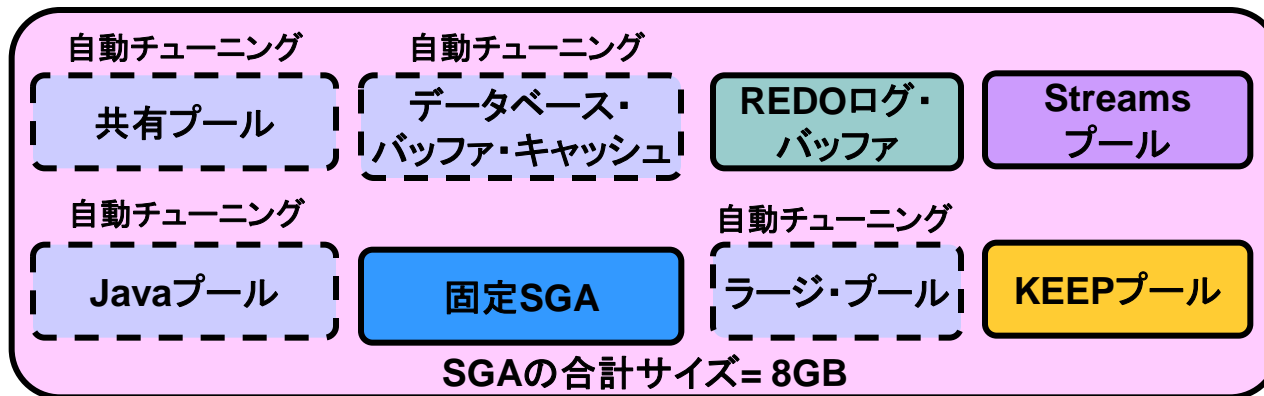 自動チューニング
共有プール
自動チューニング
データベース・
バッファ・キャッシュ
REDOログ・
バッファ
Streams
プール
自動チューニング
Javaプール
固定SGA
自動チューニング
ラージ・プール
KEEPプール
SGAの合計サイズ= 8GB